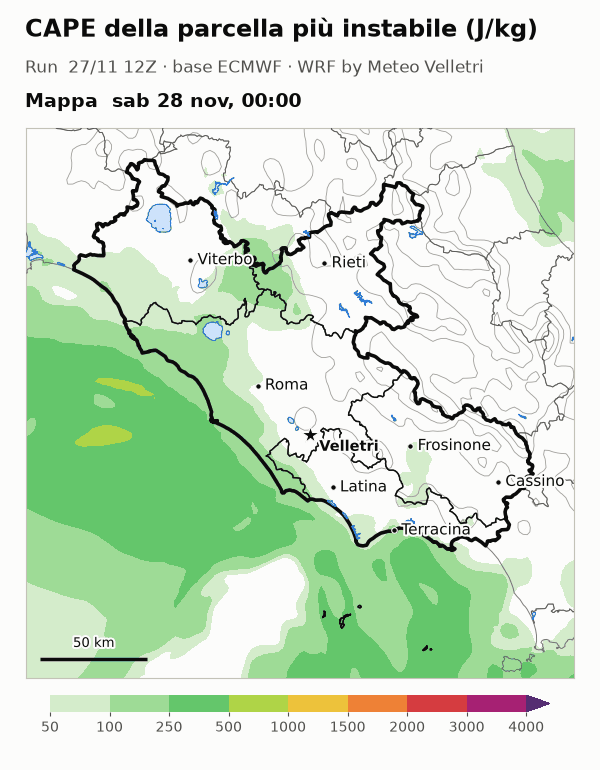 CAPE della parcella più instabile (J/kg)
Run 27/11 12Z · base ECMWF · WRF by Meteo Velletri
Mappa sab 28 nov, 00:00
Viterbo
Rieti
Roma
Velletri
Frosinone
Cassino
Latina
Terracina
50 km
50 100 250 500 1000 1500 2000 3000 4000